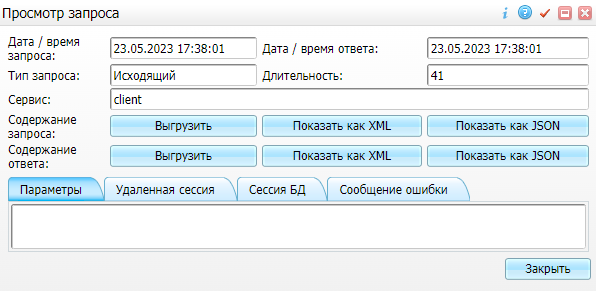 Просмотр запроса
Дата / время запроса: 23.05.2023 17:38:01 Дата / время ответа: 23.05.2023 17:38:01
Тип запроса: Исходящий Длительность: 41
Сервис: client
Содержание запроса: Выгрузить Показать как XML Показать как JSON
Содержание ответа: Выгрузить Показать как XML Показать как JSON
Параметры Удаленная сессия Сессия БД Сообщение ошибки
Закрыть